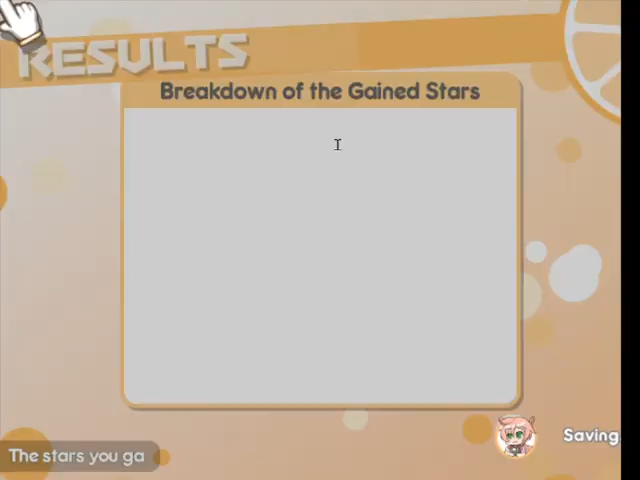 RESULTS
Breakdown of the Gained Stars
Saving
The stars you ga